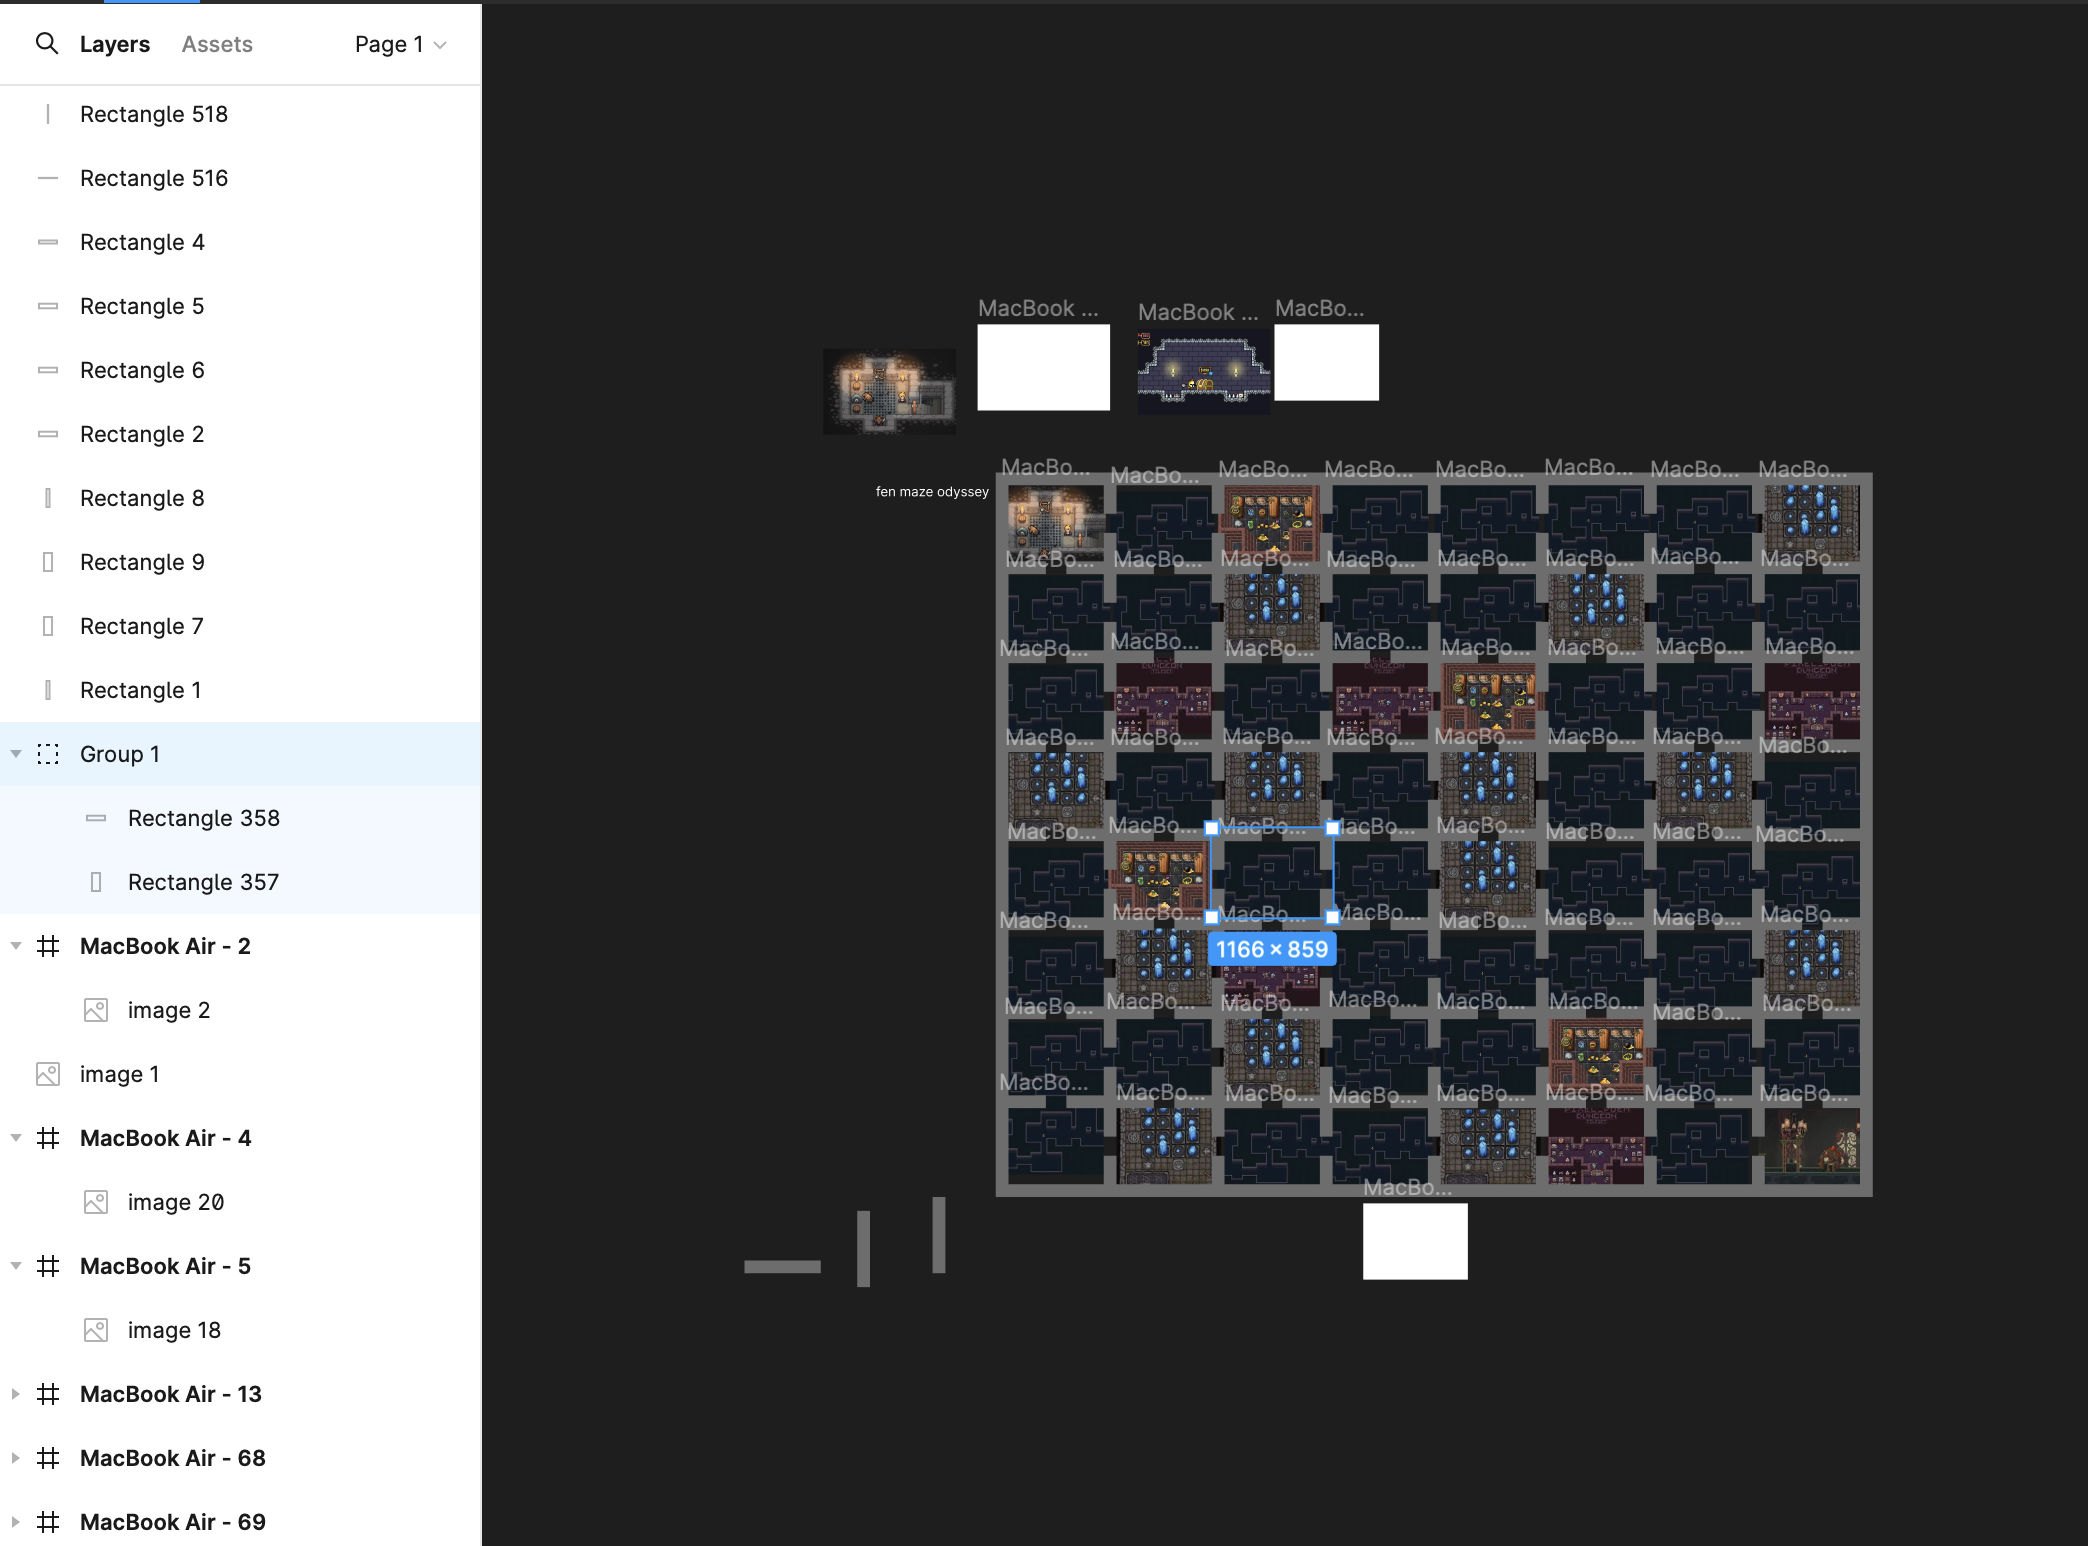 Layers Assets Page 1
Rectangle 518
Rectangle 516
Rectangle 4
Rectangle 5
Rectangle 6
Rectangle 2
Rectangle 8
Rectangle 9
Rectangle 7
Rectangle 1
Group 1
Rectangle 358
Rectangle 357
MacBook Air - 2
image 2
image 1
MacBook Air - 4
image 20
MacBook Air - 5
image 18
MacBook Air - 13
MacBook Air - 68
MacBook Air - 69
MacBook ... MacBook ... MacBo...
fen maze odyssey
MacBo... MacBo... MacBo... MacBo... MacBo... MacBo... MacBo... MacBo...
MacBo... MacBo... MacBo... MacBo... MacBo... MacBo... MacBo... MacBo...
MacBo... MacBo... MacBo... MacBo... MacBo... MacBo... MacBo... MacBo...
DUNGEON DUNGEON DUNGEON
MacBo... MacBo... MacBo... MacBo... MacBo... MacBo... MacBo... MacBo...
MacBo... MacBo... MacBo... MacBo... MacBo... MacBo... MacBo... MacBo...
MacBo... MacBo... MacBo... MacBo... MacBo... MacBo... MacBo...
1166 × 859
MacBo... MacBo... MacBo... MacBo... MacBo... MacBo... MacBo... MacBo...
MacBo... MacBo... MacBo... MacBo... MacBo... MacBo... MacBo... MacBo...
DUNGEON
MacBo...